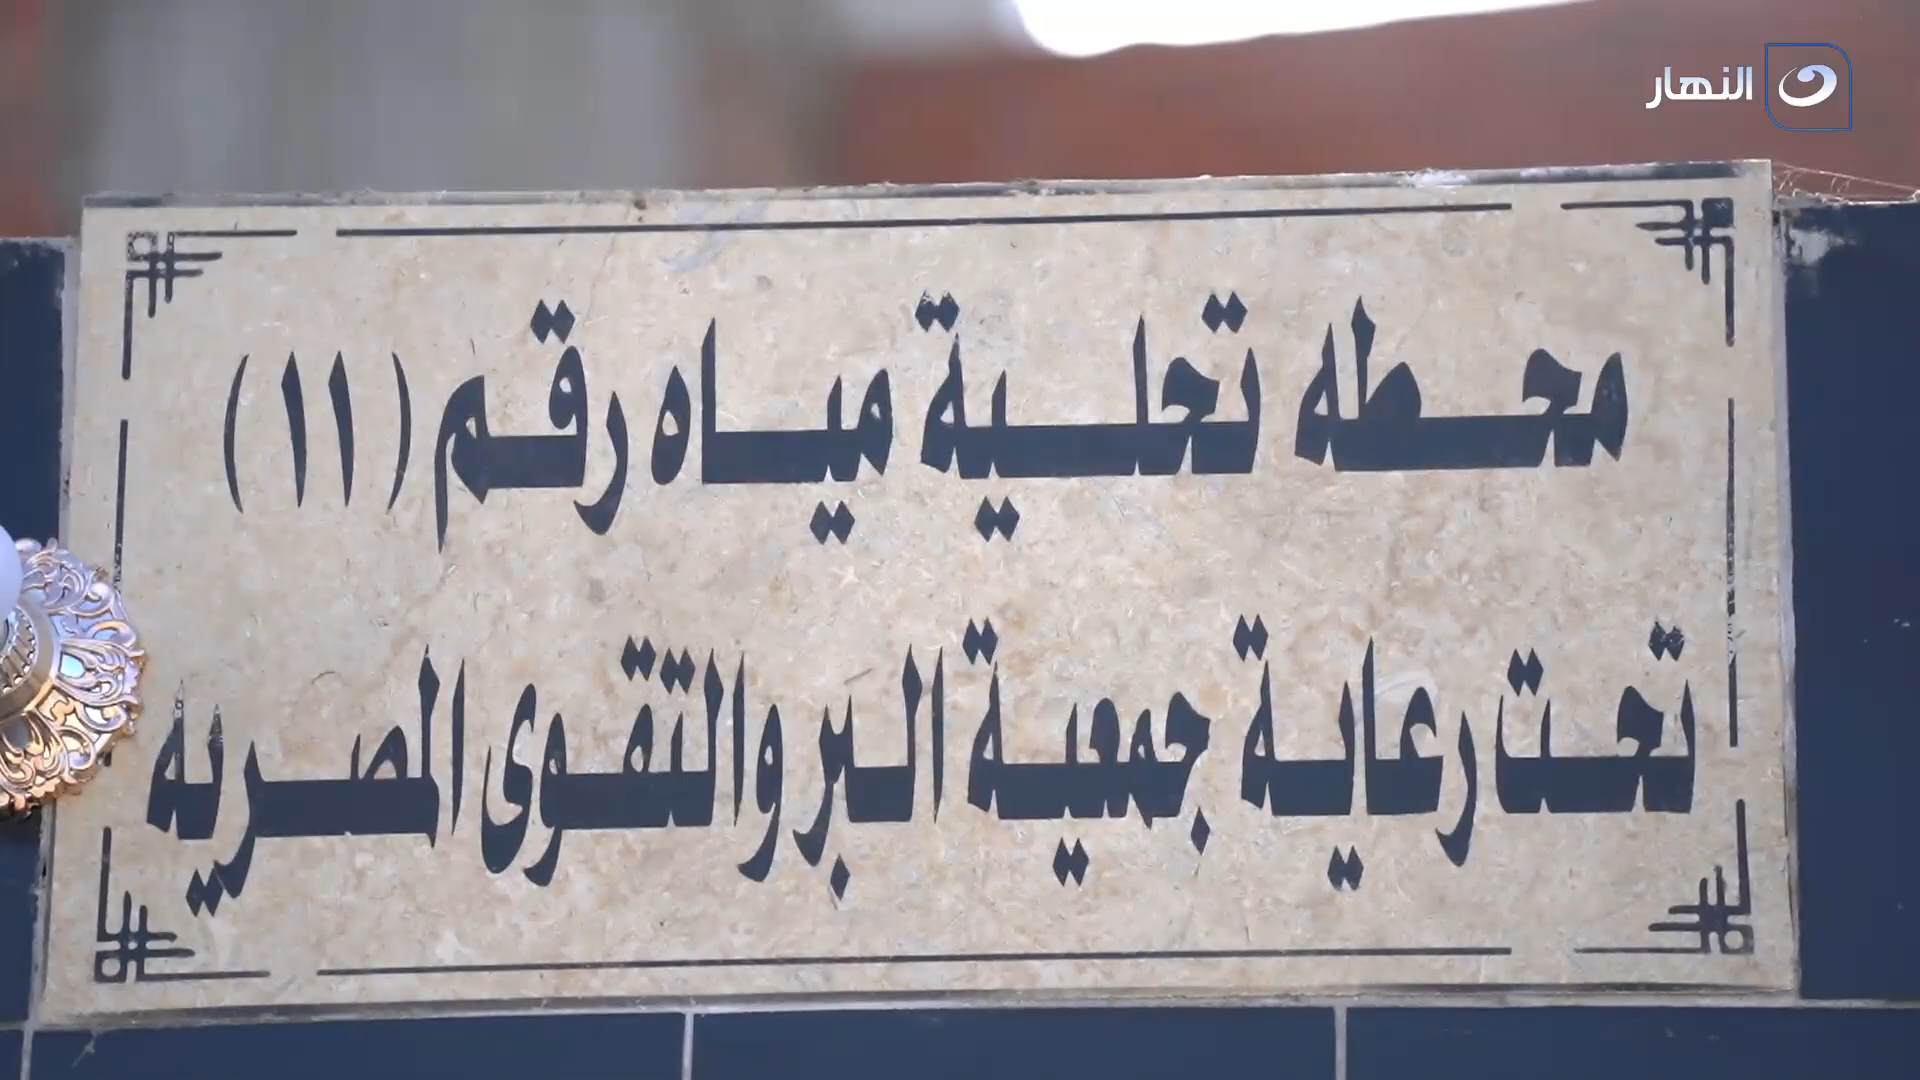 النهار
محطه تحلية مياه رقم (١١)
تحت رعاية جمعية البر والتقوى المصريه